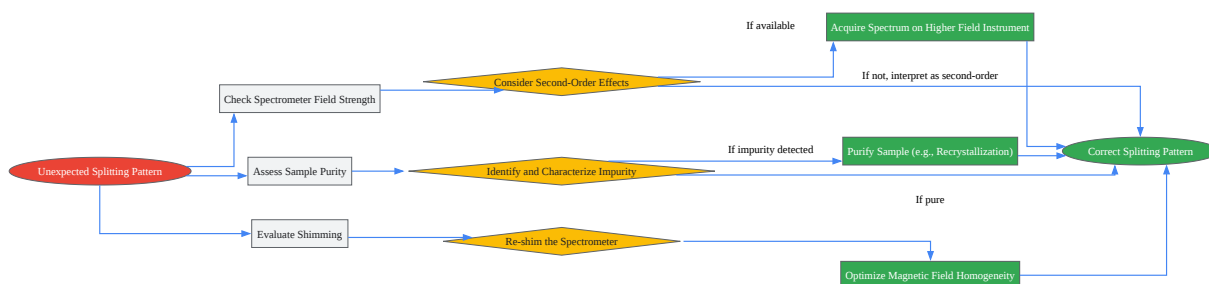 If available
Acquire Spectrum on Higher Field Instrument
Consider Second-Order Effects
If not, interpret as second-order
Check Spectrometer Field Strength
If impurity detected
Purify Sample (e.g., Recrystallization)
Correct Splitting Pattern
Unexpected Splitting Pattern
Assess Sample Purity
Identify and Characterize Impurity
If pure
Evaluate Shimming
Re-shim the Spectrometer
Optimize Magnetic Field Homogeneity